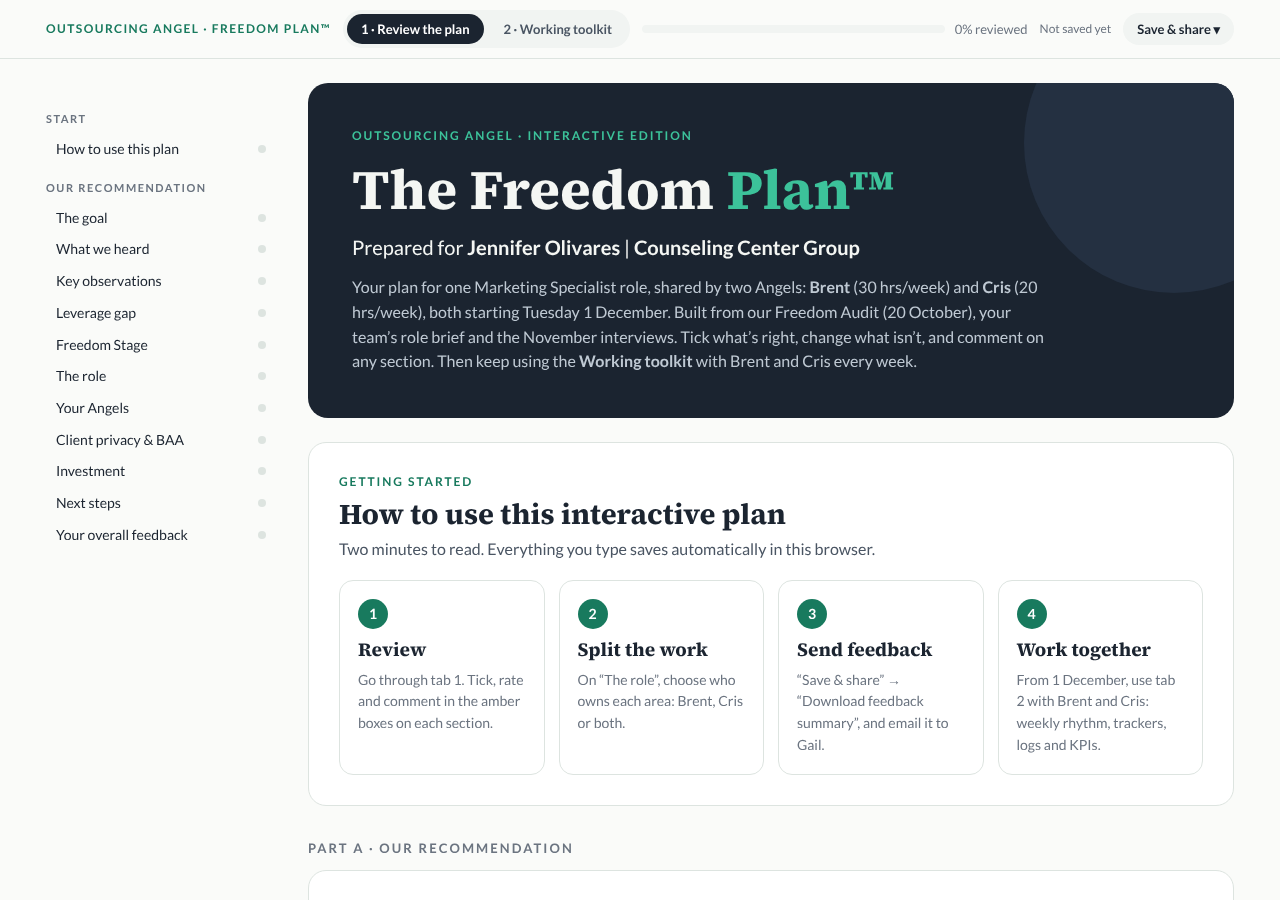 OUTSOURCING ANGEL · FREEDOM PLAN™
1 · Review the plan
2 · Working toolkit
0% reviewed
Not saved yet
Save & share ▾
START
How to use this plan
OUR RECOMMENDATION
The goal
What we heard
Key observations
Leverage gap
Freedom Stage
The role
Your Angels
Client privacy & BAA
Investment
Next steps
Your overall feedback
OUTSOURCING ANGEL · INTERACTIVE EDITION
The Freedom Plan™
Prepared for Jennifer Olivares | Counseling Center Group
Your plan for one Marketing Specialist role, shared by two Angels: Brent (30 hrs/week) and Cris (20
hrs/week), both starting Tuesday 1 December. Built from our Freedom Audit (20 October), your
team’s role brief and the November interviews. Tick what’s right, change what isn’t, and comment on
any section. Then keep using the Working toolkit with Brent and Cris every week.
GETTING STARTED
How to use this interactive plan
Two minutes to read. Everything you type saves automatically in this browser.
1
Review
Go through tab 1. Tick, rate
and comment in the amber
boxes on each section.
2
Split the work
On “The role”, choose who
owns each area: Brent, Cris
or both.
3
Send feedback
“Save & share” →
“Download feedback
summary”, and email it to
Gail.
4
Work together
From 1 December, use tab
2 with Brent and Cris:
weekly rhythm, trackers,
logs and KPIs.
PART A · OUR RECOMMENDATION